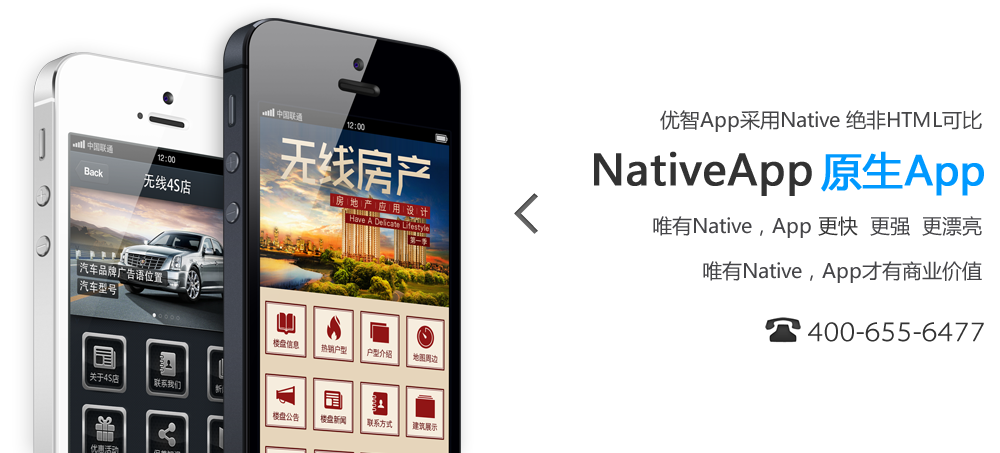 中国联通
12:00
Back
无线4S店
汽车品牌广告语位置
汽车型号
关于4S店
联系我们
优惠活动
中国联通
12:00
无线房产
房地产应用设计
Have A Delicate Lifestyle
第一季
楼盘信息
热销户型
户型介绍
地图周边
楼盘公告
楼盘新闻
联系方式
建筑展示
优智App采用Native 绝非HTML可比
NativeApp 原生App
唯有Native，App 更快 更强 更漂亮
唯有Native，App才有商业价值
400-655-6477